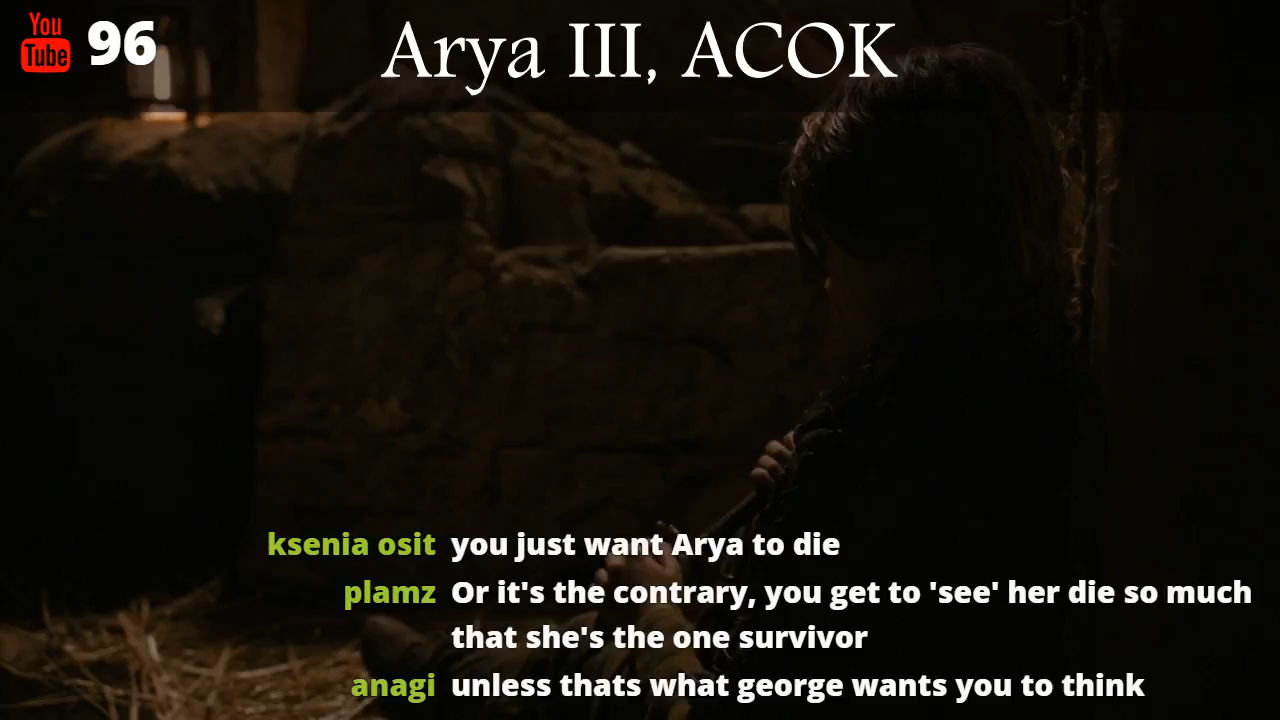 You
Tube 96
Arya III, ACOK
ksenia osit you just want Arya to die
plamz Or it's the contrary, you get to 'see' her die so much
that she's the one survivor
anagi unless thats what george wants you to think